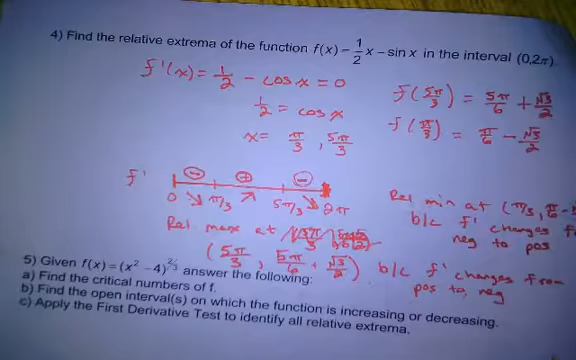 4) Find the relative extrema of the function f(x) = 1/2 x − sin x in the interval (0,2π)
f'(x) = 1/2 − cos x = 0
1/2 = cos x
x = π/3 , 5π/3
f(5π/3) = 5π/6 + √3/2
f(π/3) = π/6 − √3/2
f' − + −
0 π/3 5π/3 2π
Rel min at (π/3, π/6 −
b/c f' changes f
neg to pos
Rel max at
(5π/3, 5π/6 + √3/2) b/c f' changes from
pos to neg
5) Given f(x) = (x² − 4)^2/3 answer the following:
a) Find the critical numbers of f.
b) Find the open interval(s) on which the function is increasing or decreasing.
c) Apply the First Derivative Test to identify all relative extrema.